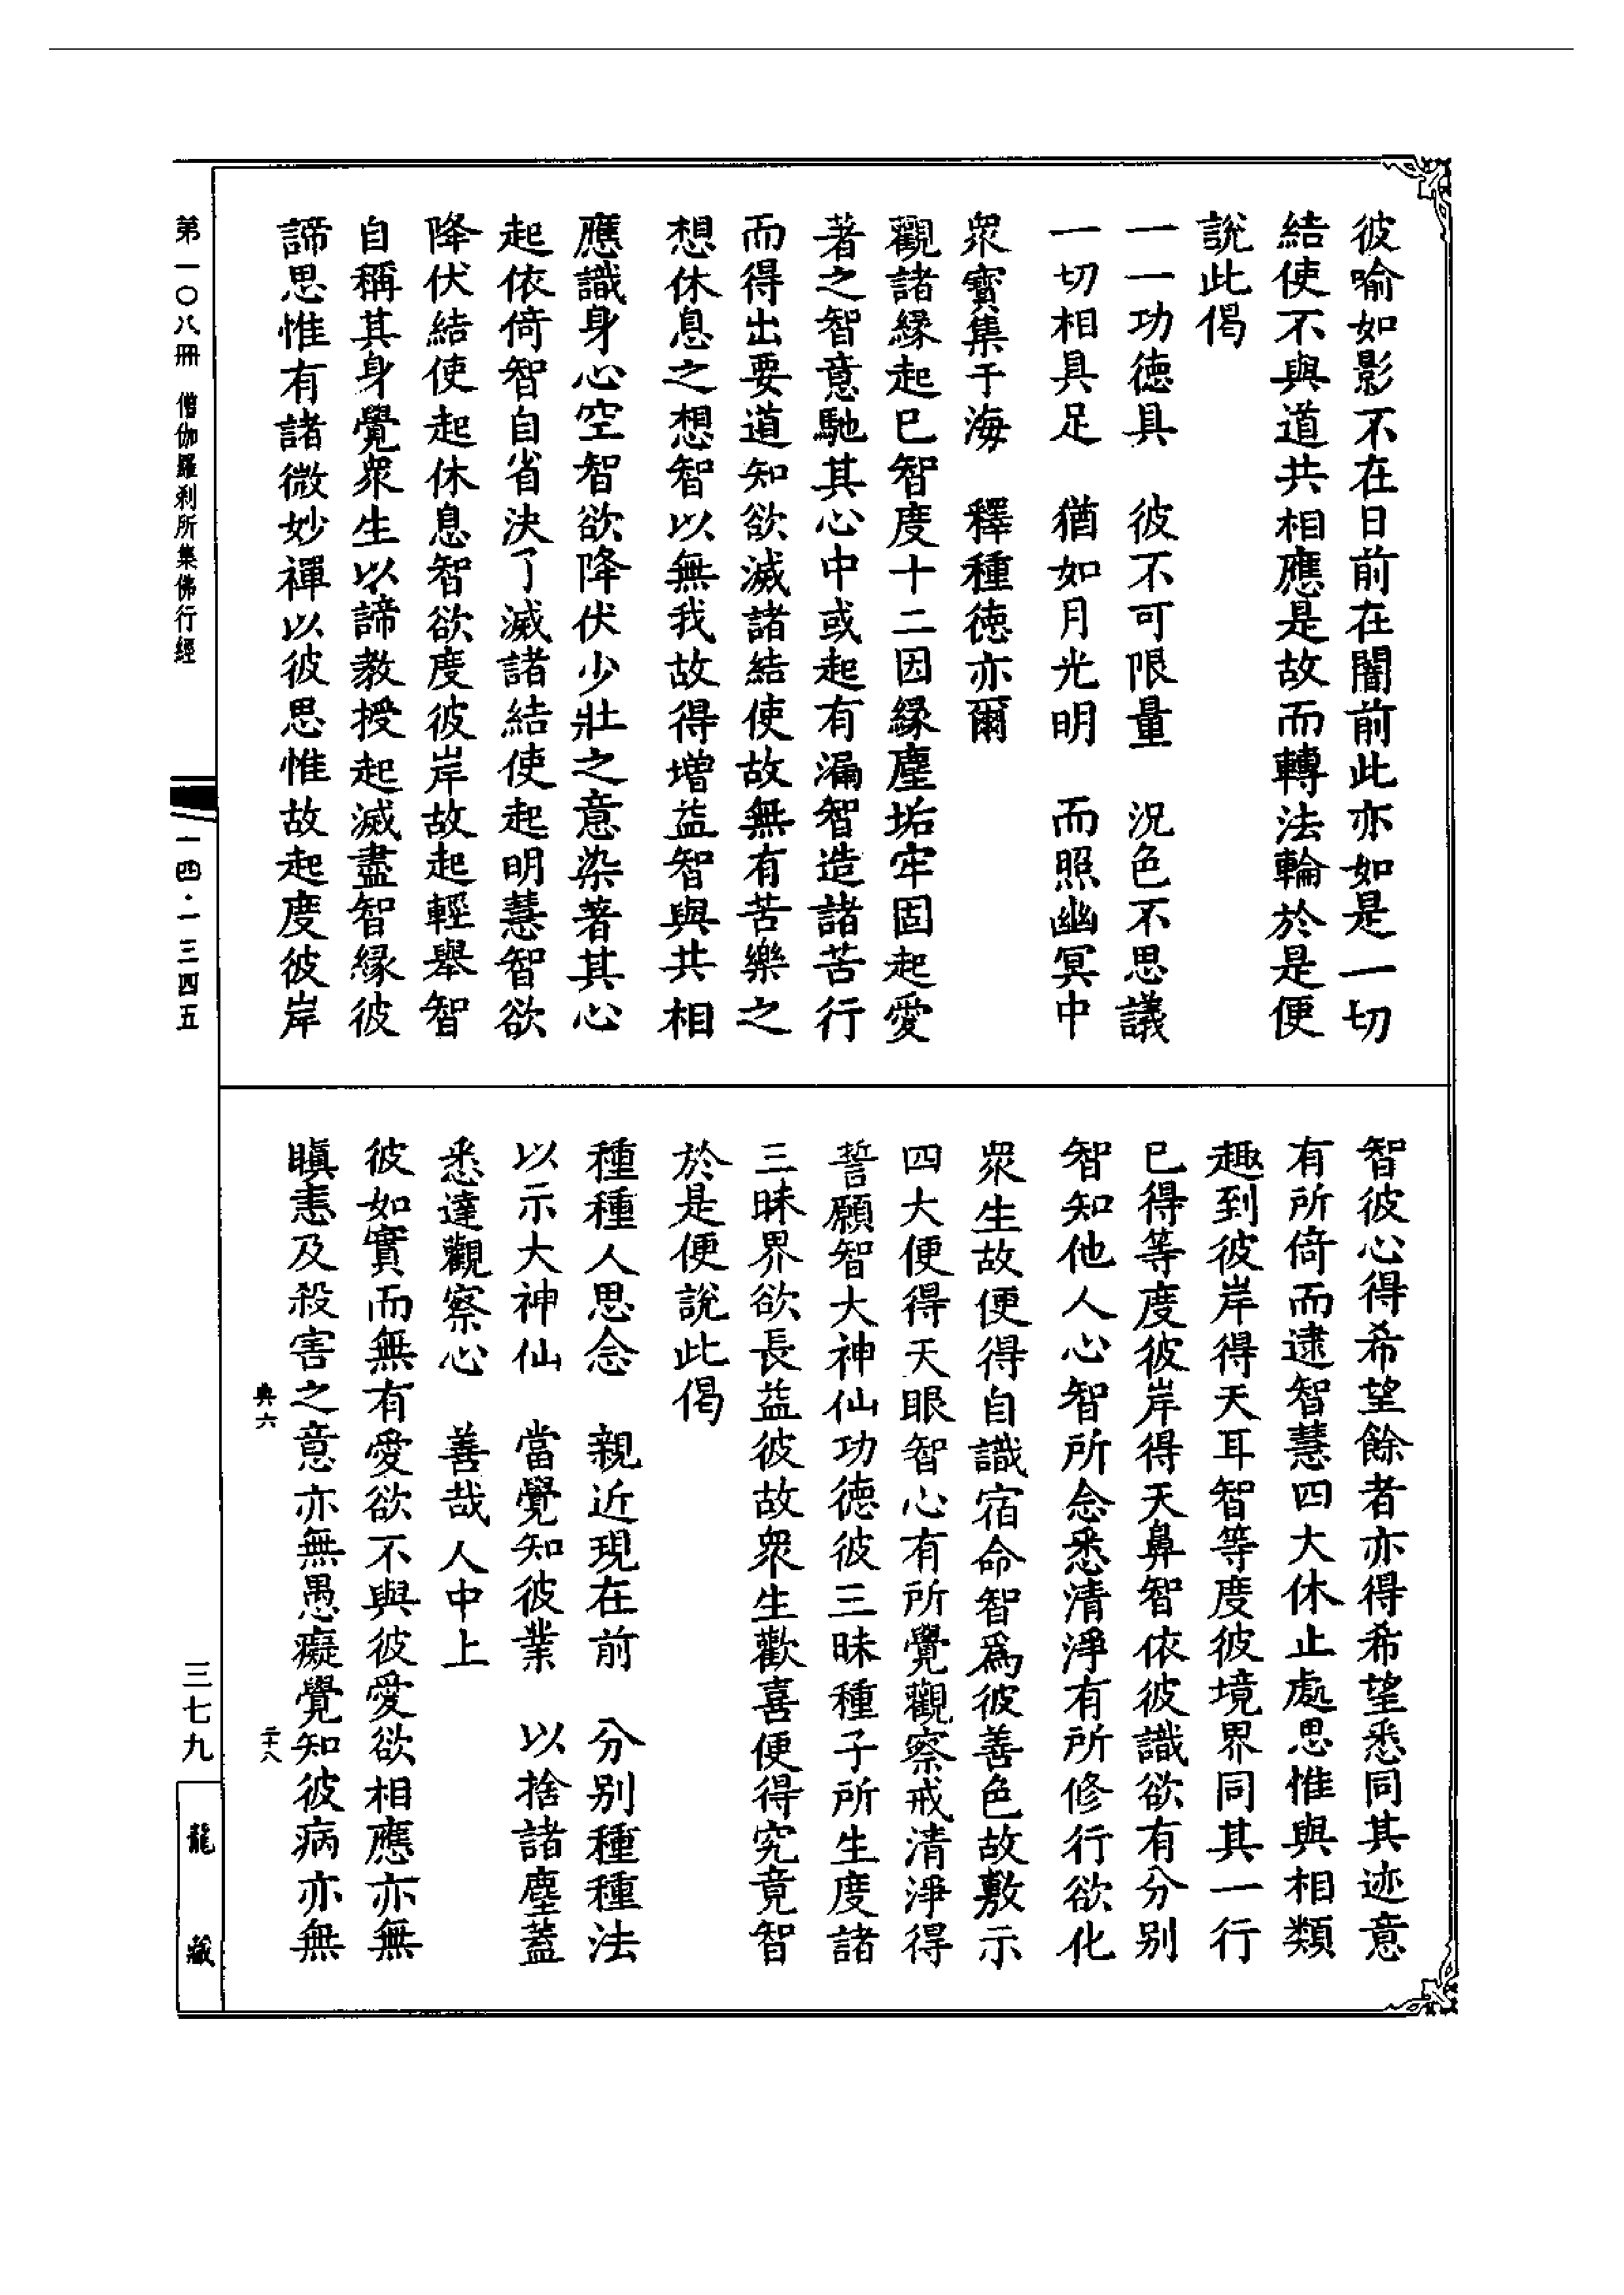 彼喻如影不在日前在闇前此亦如是一切
結使不與道共相應是故而轉法輪於是便
說此偈
一一功德具　彼不可限量　況色不思議
一切相具足　猶如月光明　而照幽冥中
衆寶集于海　釋種德亦爾
觀諸緣起已智度十二因緣塵垢牢固起愛
著之智意馳其心中或起有漏智造諸苦行
而得出要道知欲滅諸結使故無有苦樂之
想休息之想智以無我故得增益智與共相
應識身心空智欲降伏少壯之意染著其心
起依倚智自省決了滅諸結使起明慧智欲
降伏結使起休息智欲度彼岸故起輕舉智
自稱其身覺衆生以諦教授起滅盡智緣彼
諦思惟有諸微妙禪以彼思惟故起度彼岸
智彼心得希望餘者亦得希望悉同其迹意
有所倚而逮智慧四大休止處思惟與相類
趣到彼岸得天耳智等度彼境界同其一行
已得等度彼岸得天鼻智依彼識欲有分別
智知他人心智所念悉清淨有所修行欲化
衆生故便得自識宿命智爲彼善色故敷示
四大便得天眼智心有所覺觀察戒清淨得
誓願智大神仙功德彼三昧種子所生度諸
三昧界欲長益彼故衆生歡喜便得究竟智
於是便說此偈
種種人思念　親近現在前　分別種種法
以示大神仙　當覺知彼業　以捨諸塵蓋
悉達觀察心　善哉人中上
彼如實而無有愛欲不與彼愛欲相應亦無
瞋恚及殺害之意亦無愚癡覺知彼病亦無
典六
二十八
第一〇八冊　僧伽羅剎所集佛行經
一四·一三四五
三七九
龍藏